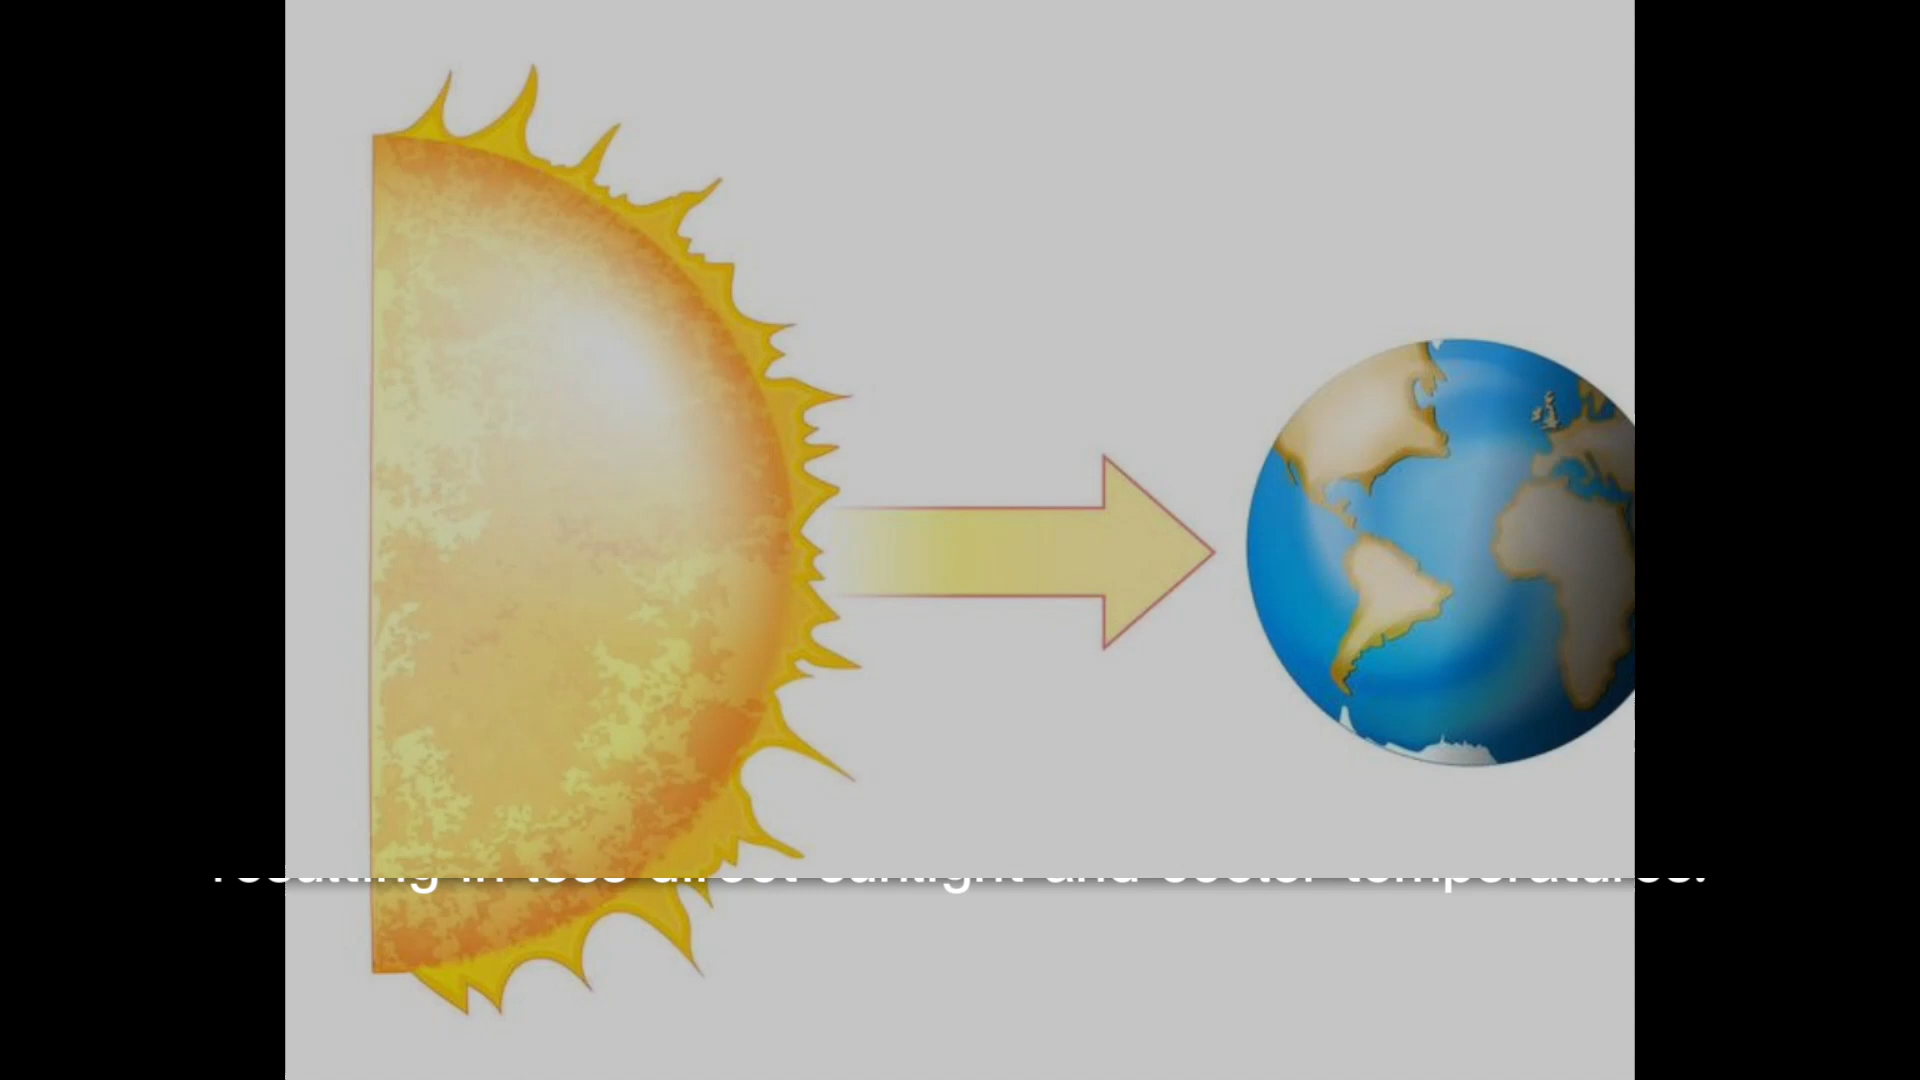 resulting in less direct sunlight and cooler temperatures.